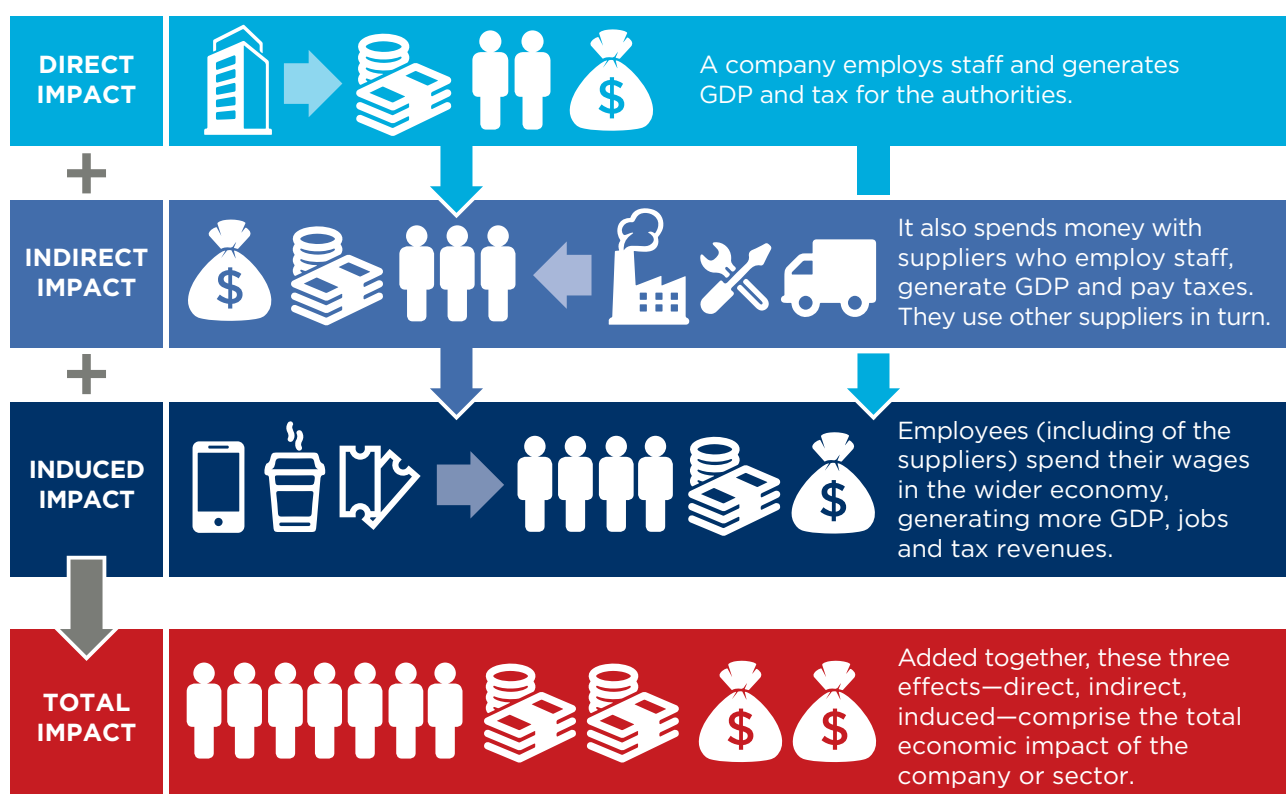 DIRECT
IMPACT
$
A company employs staff and generates
GDP and tax for the authorities.
+
INDIRECT
IMPACT
$
It also spends money with
suppliers who employ staff,
generate GDP and pay taxes.
They use other suppliers in turn.
+
INDUCED
IMPACT
$
Employees (including of the
suppliers) spend their wages
in the wider economy,
generating more GDP, jobs
and tax revenues.
TOTAL
IMPACT
$ $
Added together, these three
effects—direct, indirect,
induced—comprise the total
economic impact of the
company or sector.